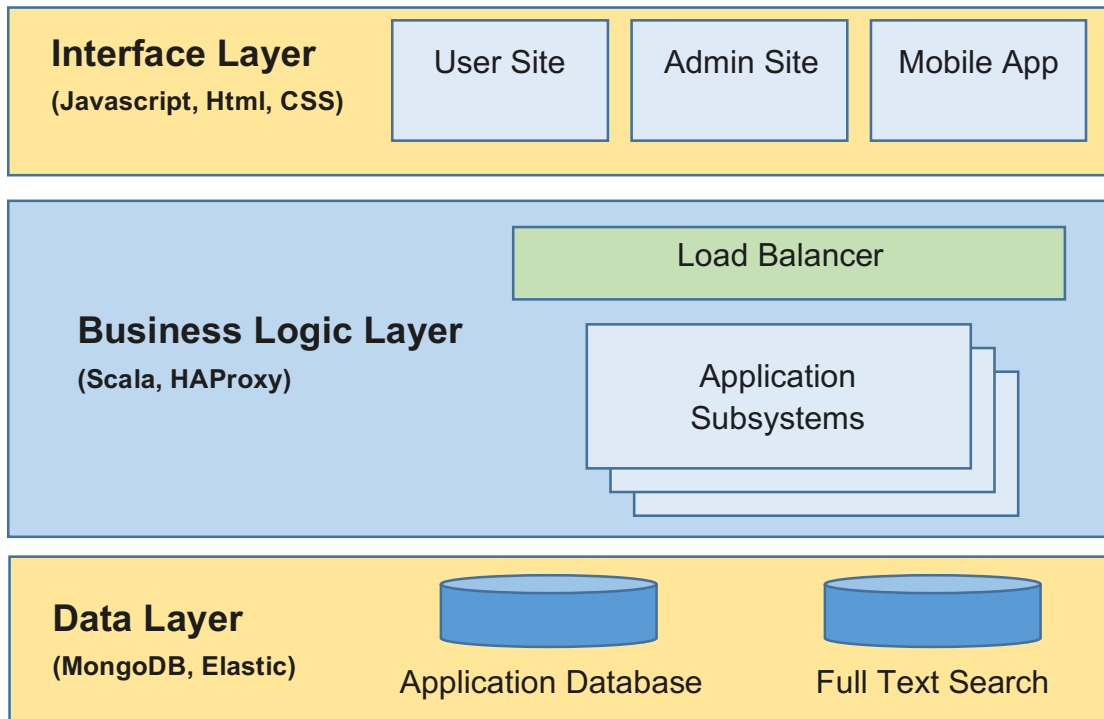 Interface Layer
(Javascript, Html, CSS)
User Site
Admin Site
Mobile App
Load Balancer
Business Logic Layer
(Scala, HAProxy)
Application
Subsystems
Data Layer
(MongoDB, Elastic)
Application Database
Full Text Search